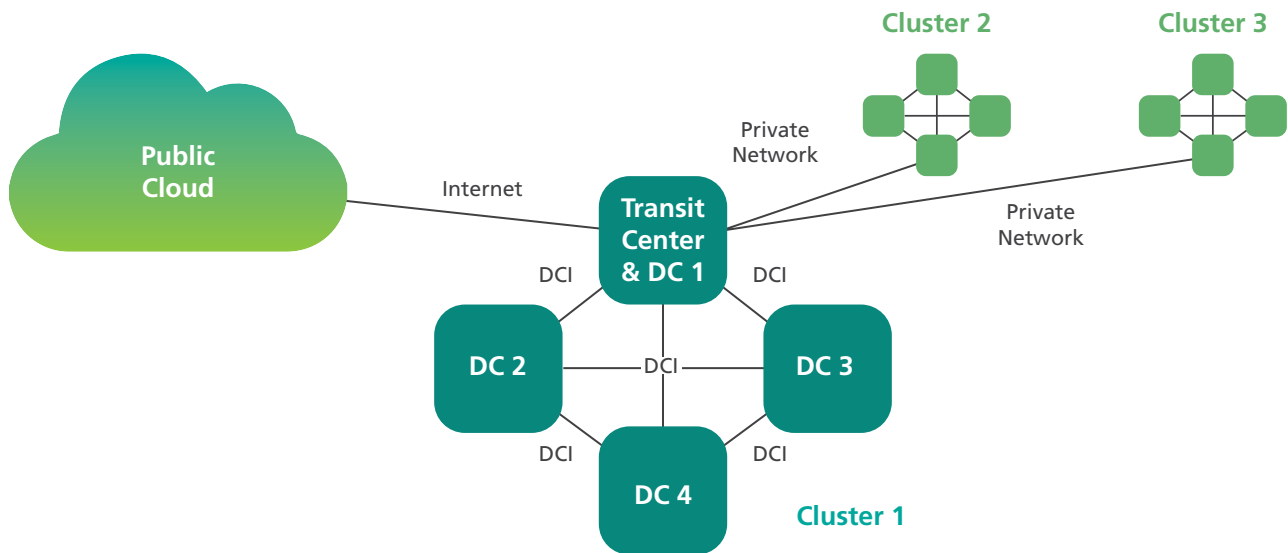 Cluster 2
Cluster 3
Private
Network
Public
Cloud
Internet
Transit
Center
& DC 1
Private
Network
DCI
DCI
DC 2
DCI
DC 3
DCI
DCI
DC 4
Cluster 1